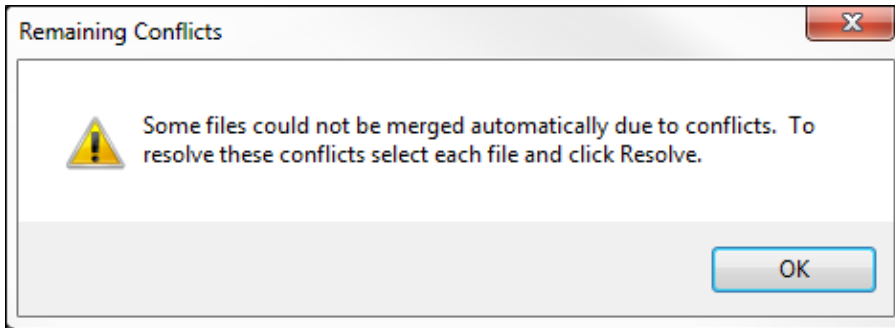 Remaining Conflicts
Some files could not be merged automatically due to conflicts.  To
resolve these conflicts select each file and click Resolve.
OK